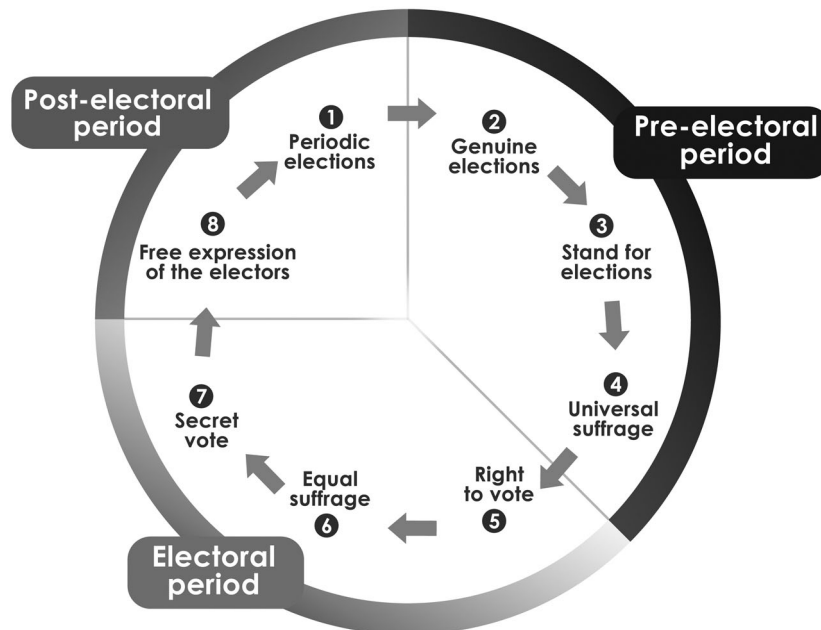 Post-electoral
period
Pre-electoral
period
Electoral
period
1
Periodic
elections
2
Genuine
elections
3
Stand for
elections
4
Universal
suffrage
Right
to vote
5
Equal
suffrage
6
7
Secret
vote
8
Free expression
of the electors